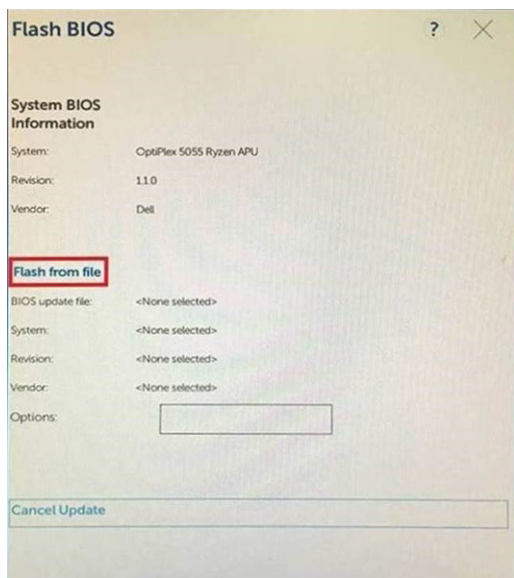 Flash BIOS ?
System BIOS
Information
System: OptiPlex 5055 Ryzen APU
Revision: 1.1.0
Vendor: Dell
Flash from file
BIOS update file: <None selected>
System: <None selected>
Revision: <None selected>
Vendor: <None selected>
Options:
Cancel Update